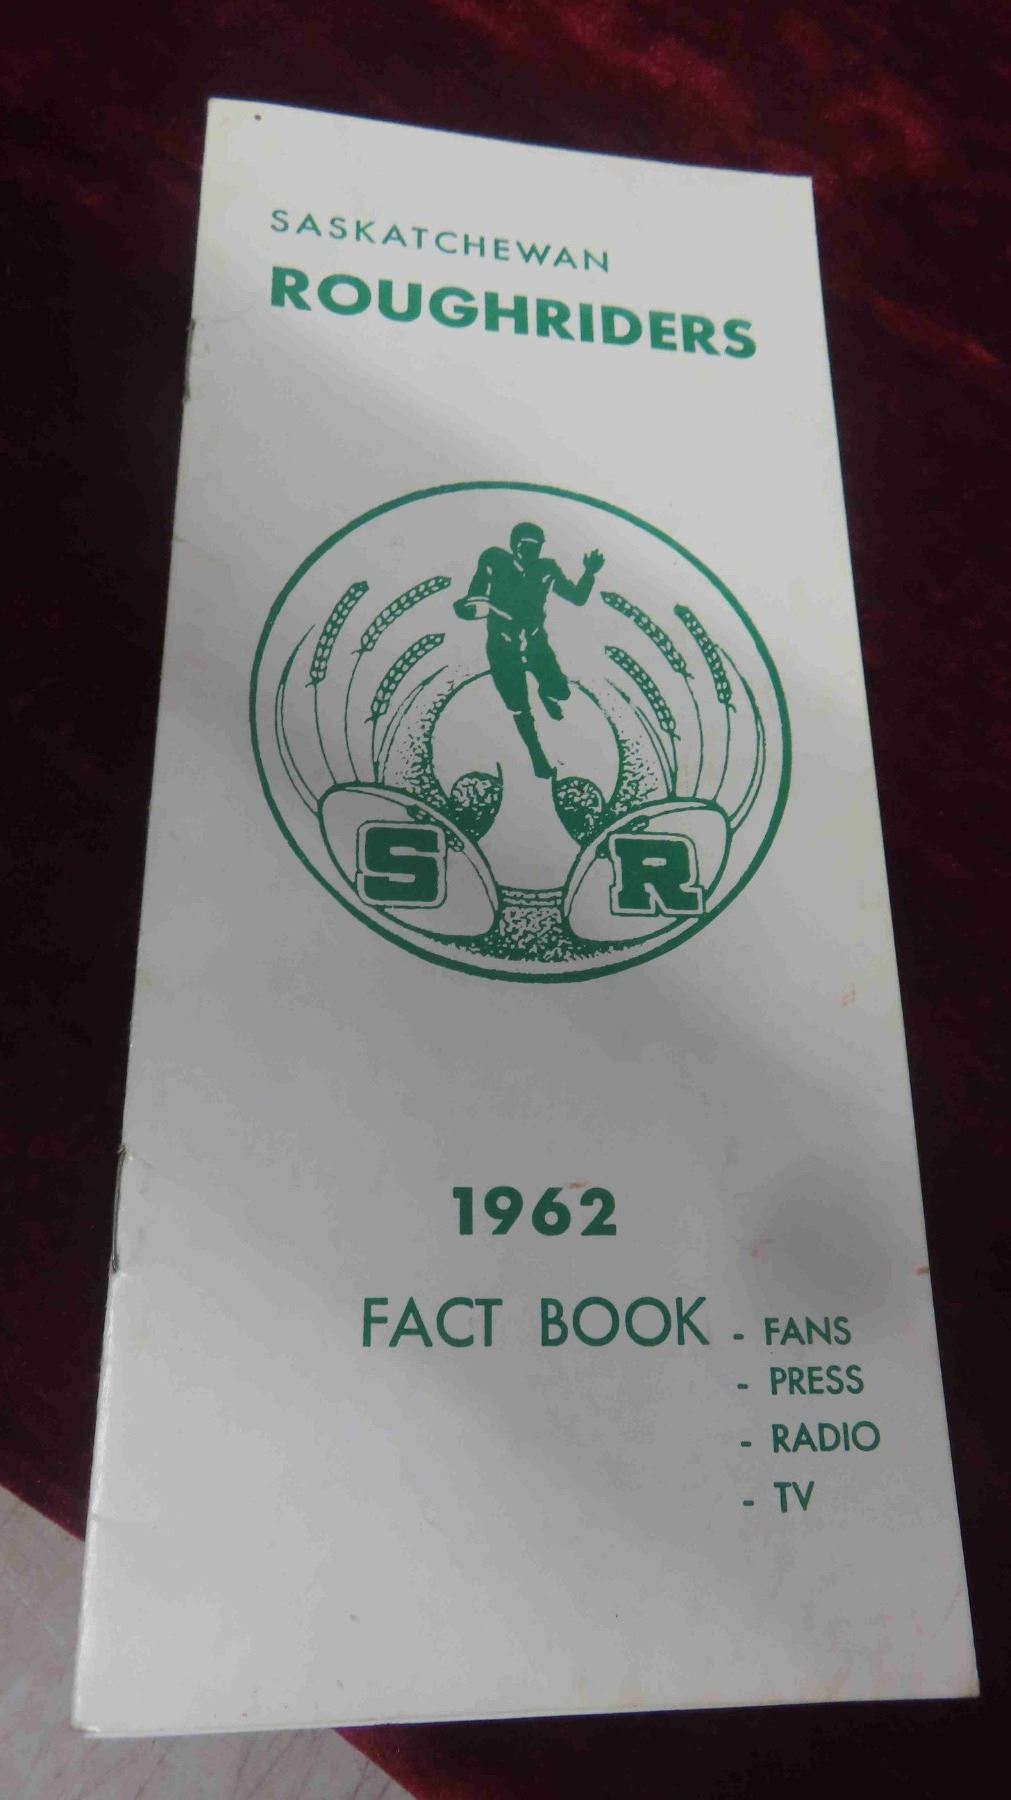 SASKATCHEWAN
ROUGHRIDERS
S R
1962
FACT BOOK - FANS
- PRESS
- RADIO
- TV